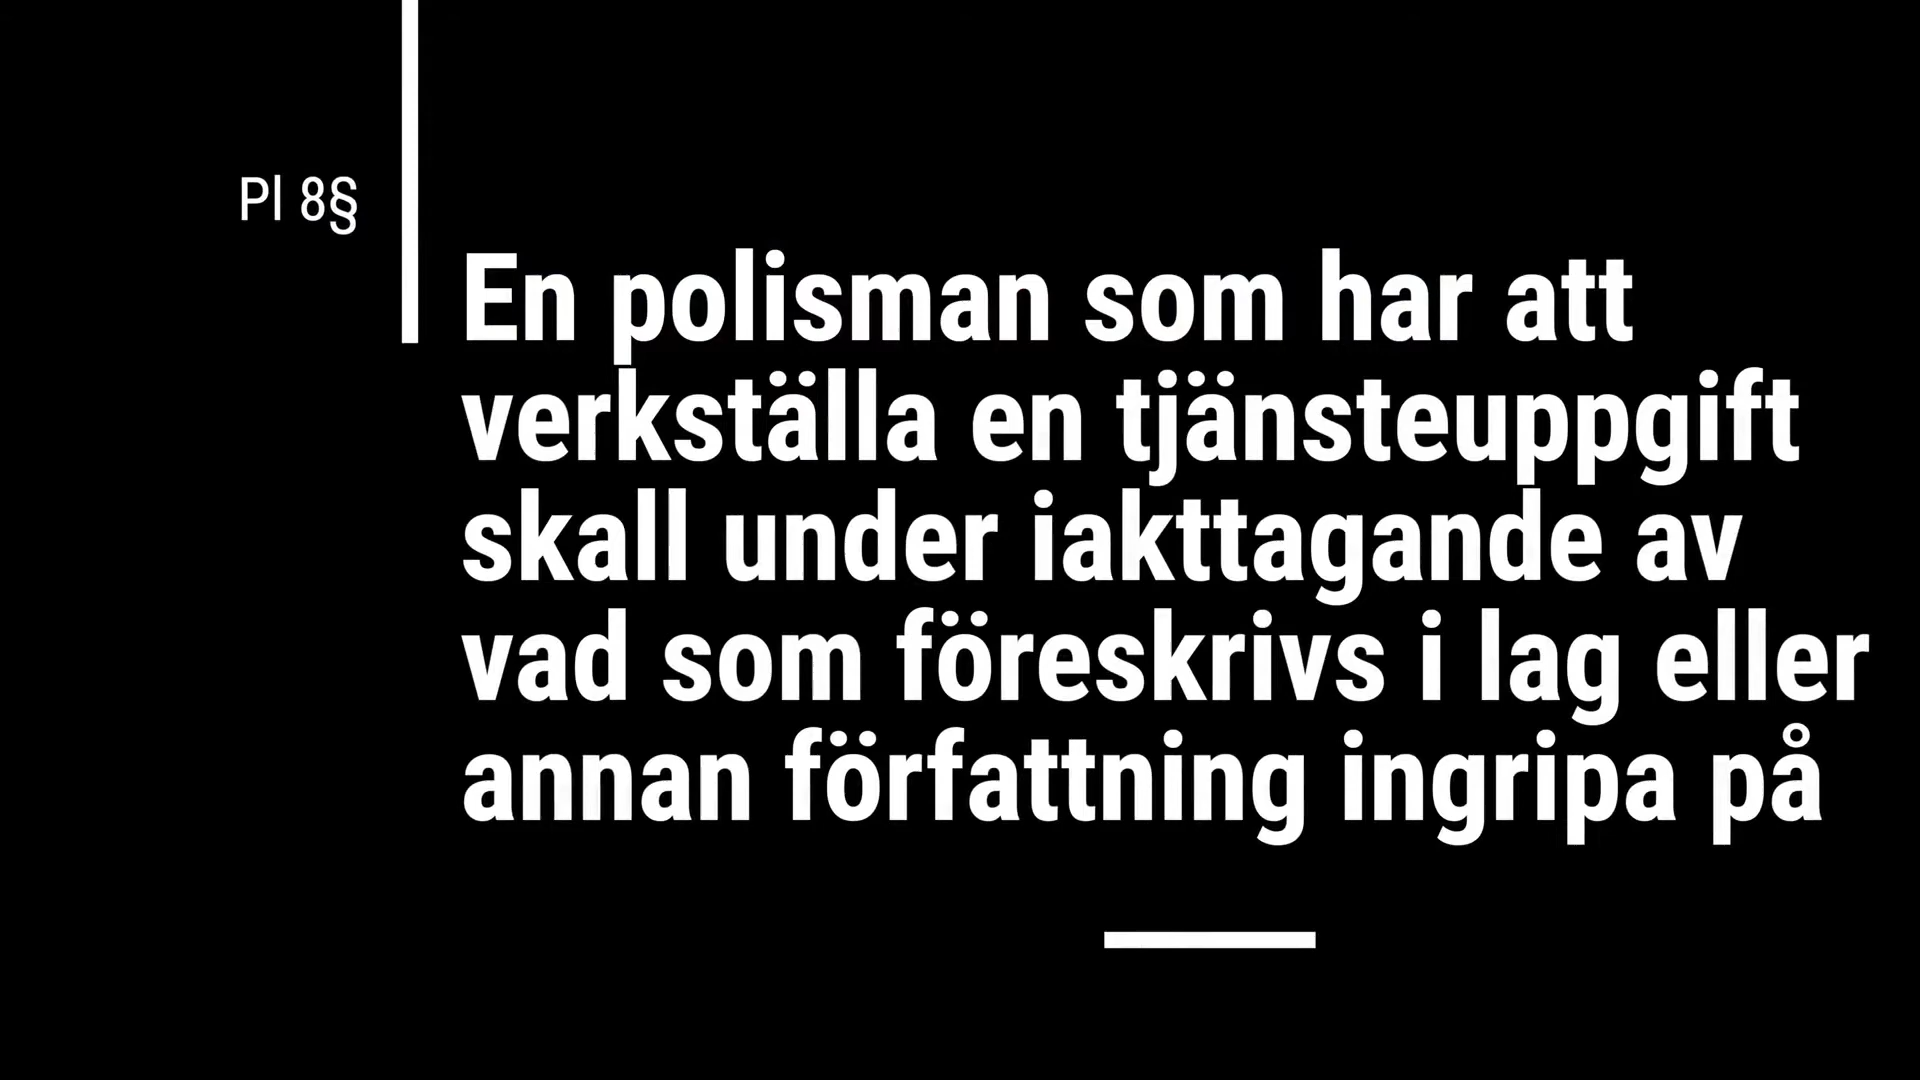 Pl 8§
En polisman som har att
verkställa en tjänsteuppgift
skall under iakttagande av
vad som föreskrivs i lag eller
annan författning ingripa på